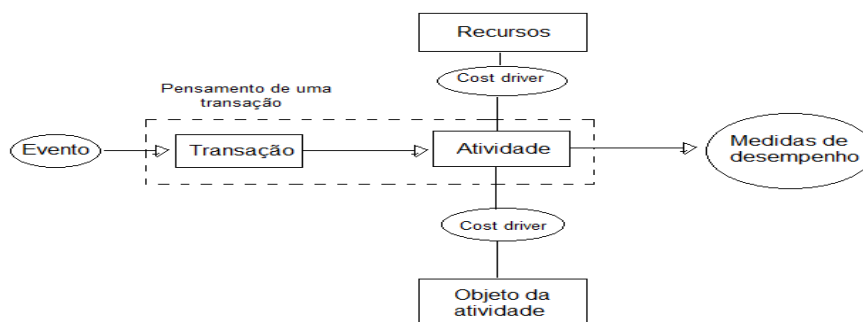 Recursos
Cost driver
Pensamento de uma
transação
Evento
Transação
Atividade
Medidas de
desempenho
Cost driver
Objeto da
atividade